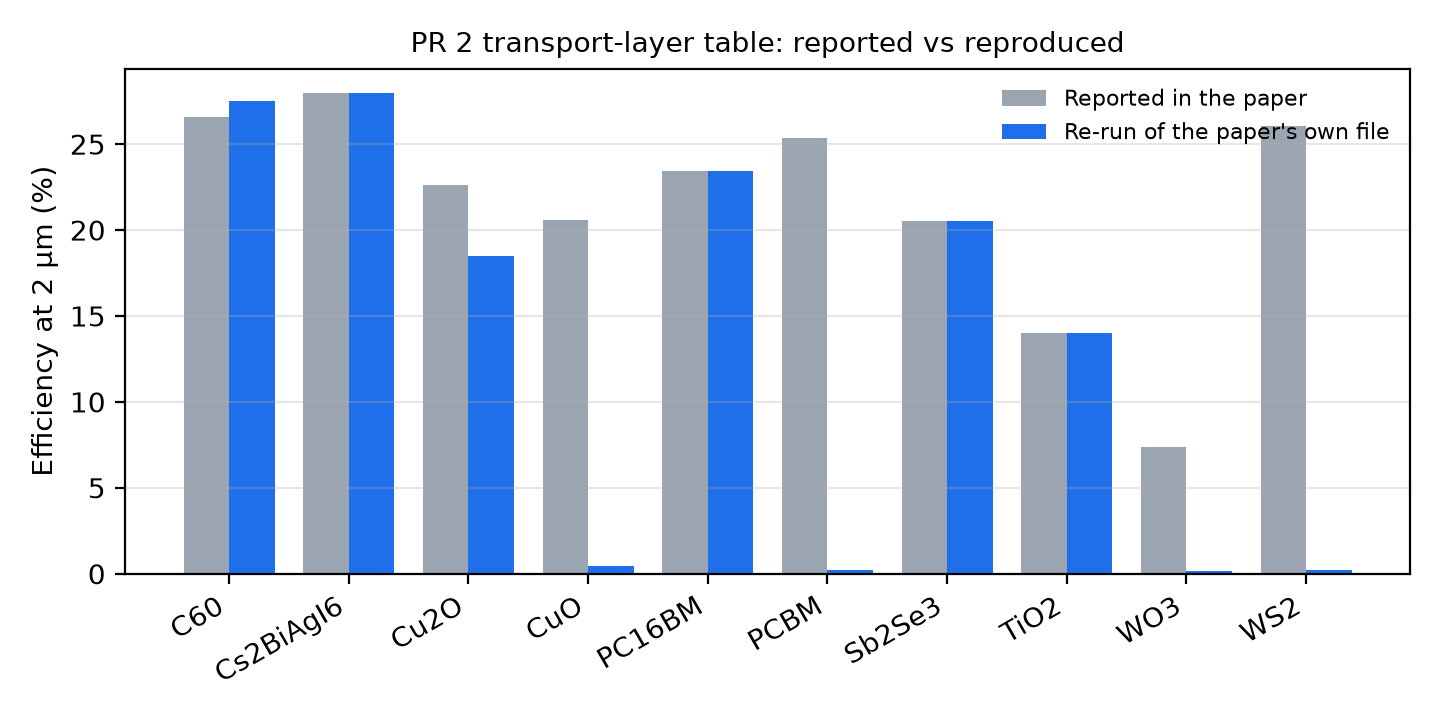 PR 2 transport-layer table: reported vs reproduced
Reported in the paper
Re-run of the paper's own file
Efficiency at 2 µm (%)
25
20
15
10
5
0
C60
Cs2BiAgI6
Cu2O
CuO
PC16BM
PCBM
Sb2Se3
TiO2
WO3
WS2